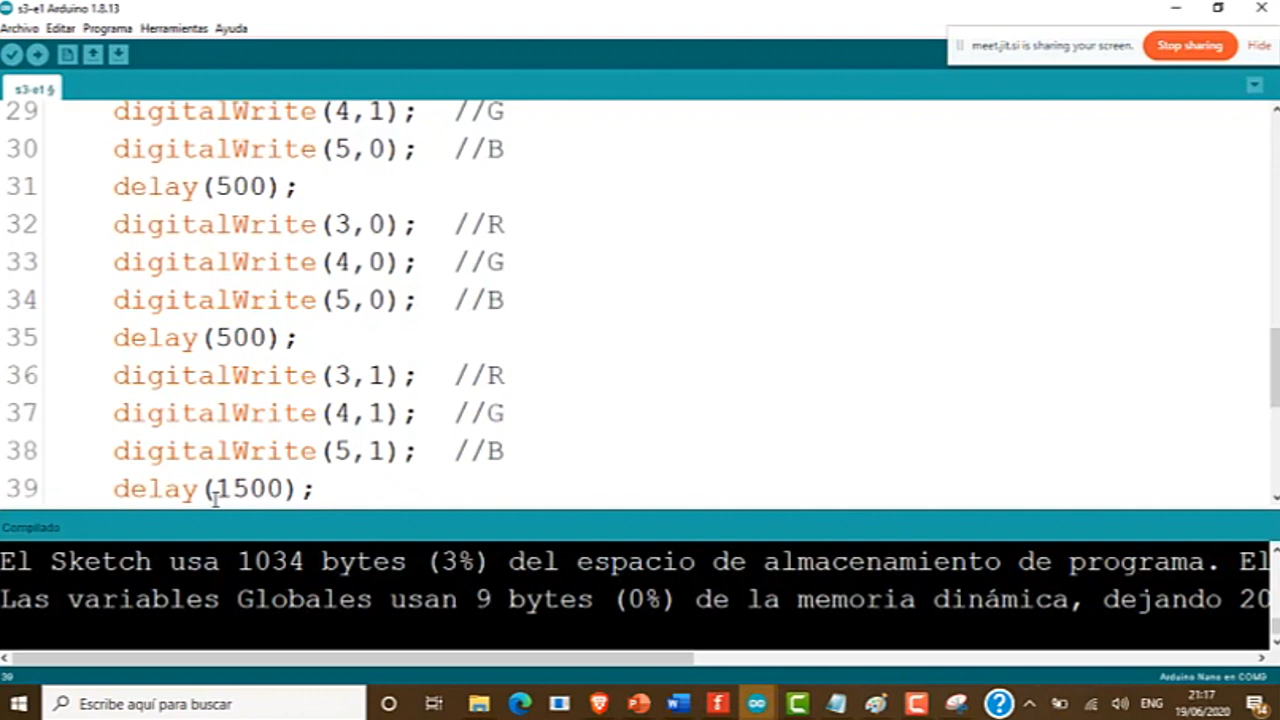 s3-e1 Arduino 1.8.13
Archivo Editar Programa Herramientas Ayuda
meet.jit.si is sharing your screen. Stop sharing Hide
s3-e1 §
29 digitalWrite(4,1); //G
30 digitalWrite(5,0); //B
31 delay(500);
32 digitalWrite(3,0); //R
33 digitalWrite(4,0); //G
34 digitalWrite(5,0); //B
35 delay(500);
36 digitalWrite(3,1); //R
37 digitalWrite(4,1); //G
38 digitalWrite(5,1); //B
39 delay(1500);
Compilado
El Sketch usa 1034 bytes (3%) del espacio de almacenamiento de programa. El
Las variables Globales usan 9 bytes (0%) de la memoria dinámica, dejando 20
39 Arduino Nano en COM9
Escribe aquí para buscar
ENG
21:17
19/06/2020